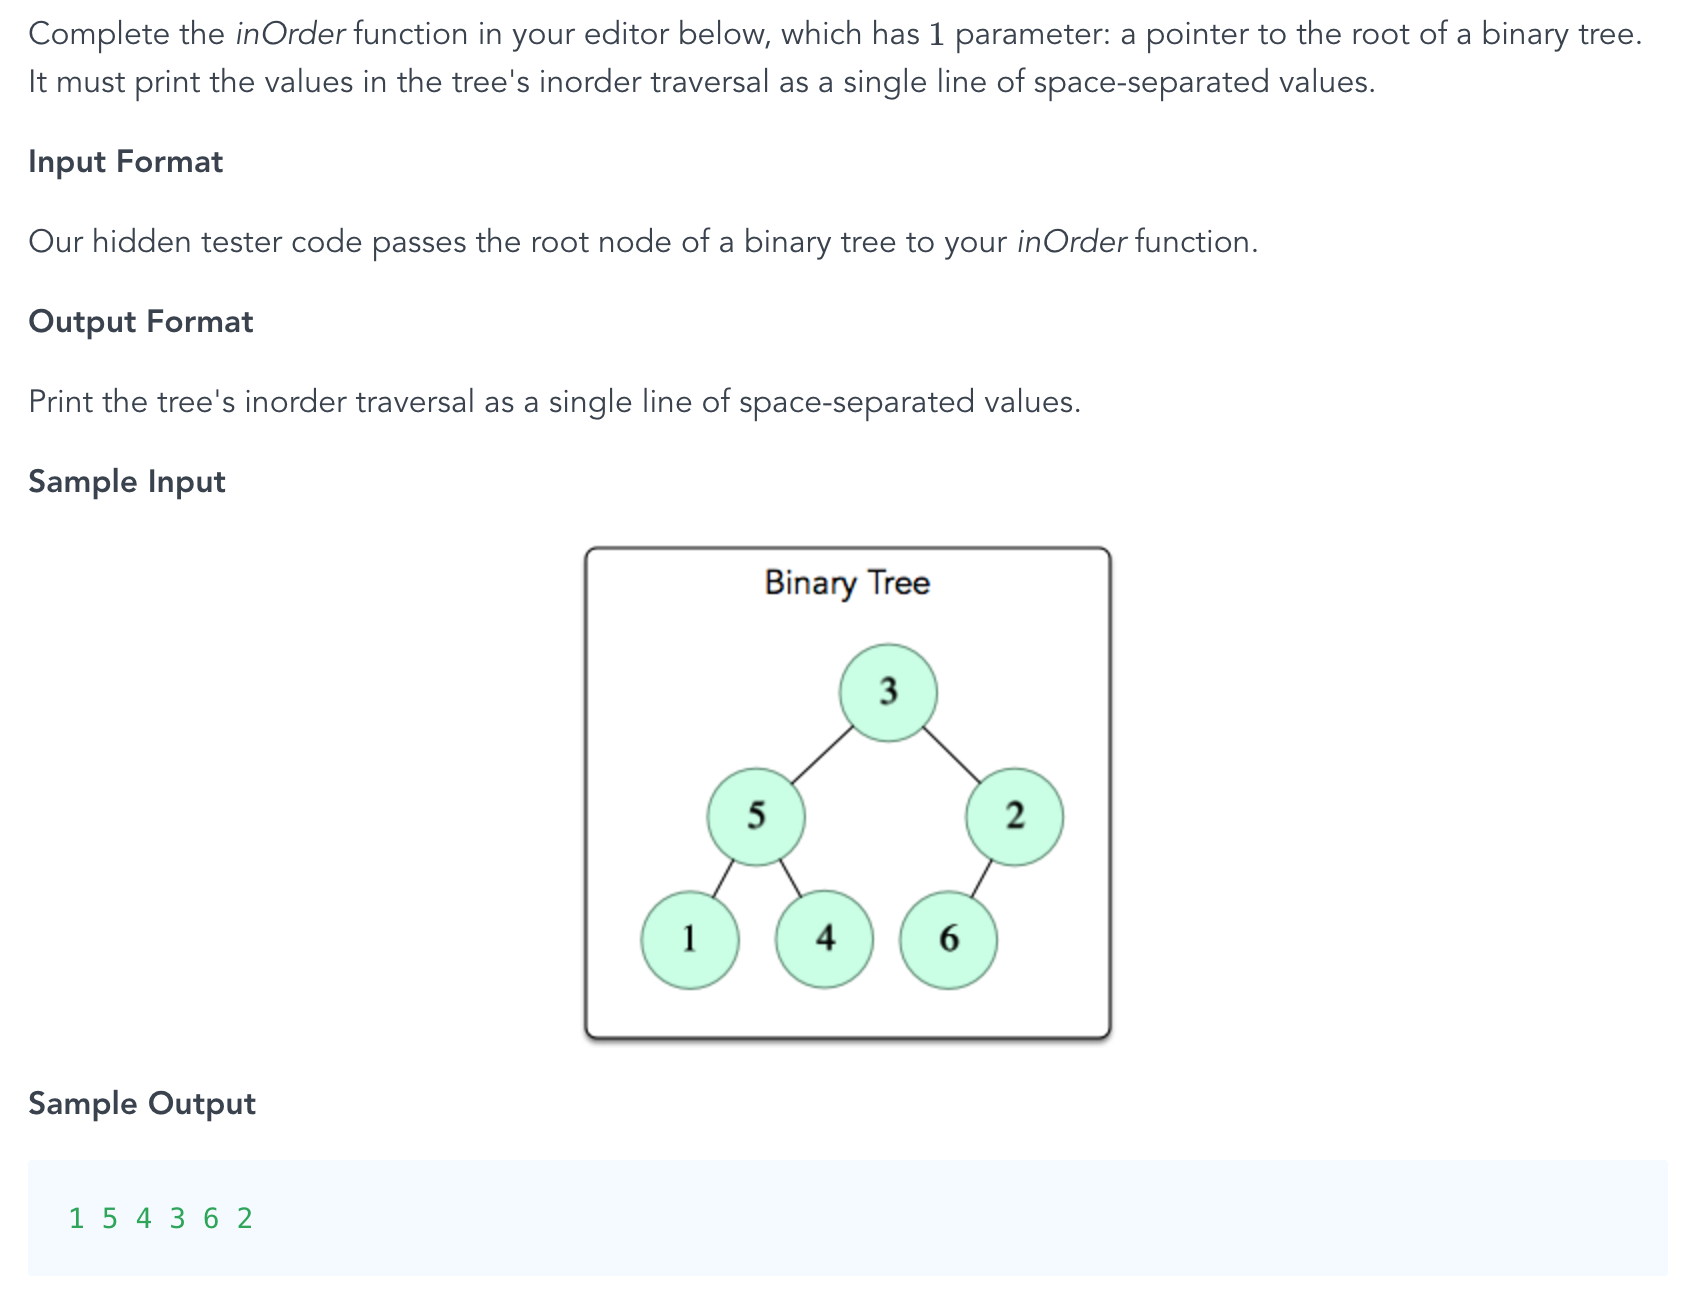 Complete the inOrder function in your editor below, which has 1 parameter: a pointer to the root of a binary tree.
It must print the values in the tree's inorder traversal as a single line of space-separated values.
Input Format
Our hidden tester code passes the root node of a binary tree to your inOrder function.
Output Format
Print the tree's inorder traversal as a single line of space-separated values.
Sample Input
Binary Tree
3
5 2
1 4 6
Sample Output
1 5 4 3 6 2